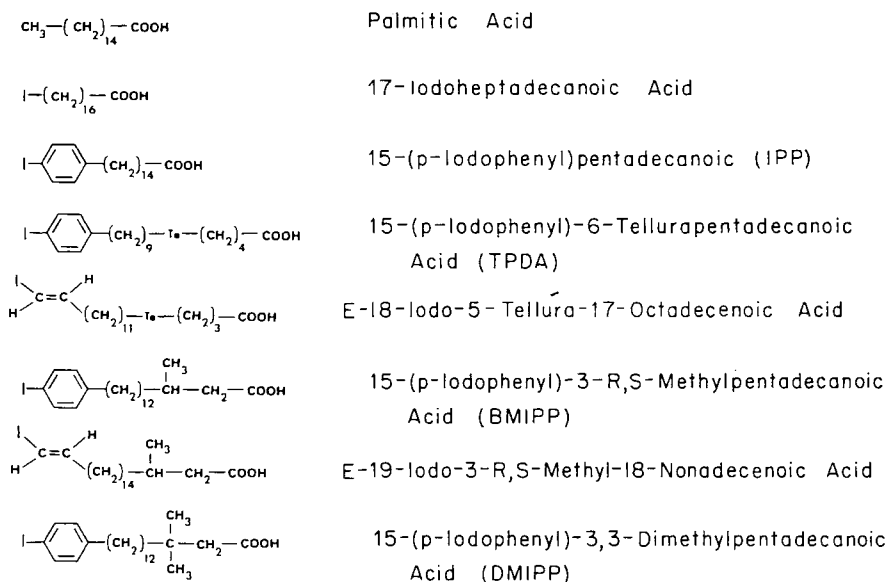 CH3-(CH2)14-COOH Palmitic Acid
I-(CH2)16-COOH 17-Iodoheptadecanoic Acid
I- -(CH2)14-COOH 15-(p-Iodophenyl)pentadecanoic (IPP)
I- -(CH2)9-Te-(CH2)4-COOH 15-(p-Iodophenyl)-6-Tellurapentadecanoic
Acid (TPDA)
I H
C=C
H (CH2)11-Te-(CH2)3-COOH E-18-Iodo-5-Tellura-17-Octadecenoic Acid
CH3
I- -(CH2)12-CH-CH2-COOH 15-(p-Iodophenyl)-3-R,S-Methylpentadecanoic
Acid (BMIPP)
I H
C=C CH3
H (CH2)14-CH-CH2-COOH E-19-Iodo-3-R,S-Methyl-18-Nonadecenoic Acid
CH3
I- -(CH2)12-C-CH2-COOH 15-(p-Iodophenyl)-3,3-Dimethylpentadecanoic
CH3 Acid (DMIPP)